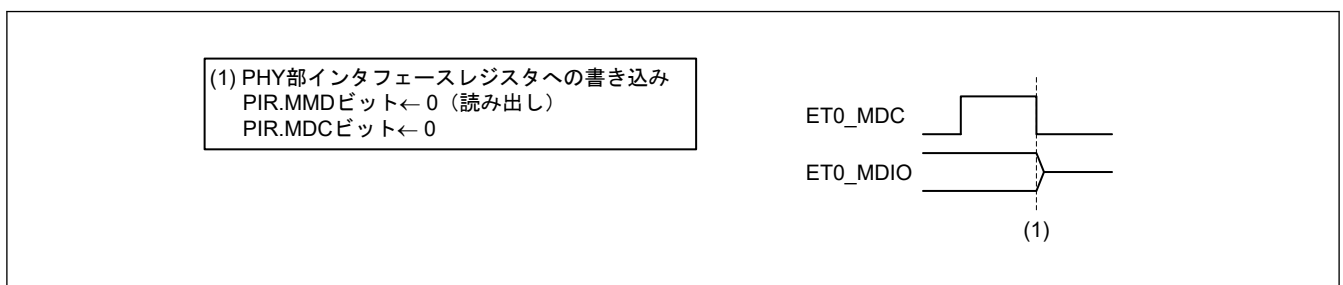 (1) PHY部インタフェースレジスタへの書き込み
PIR.MMDビット← 0（読み出し）
PIR.MDCビット← 0
ET0_MDC
ET0_MDIO
(1)